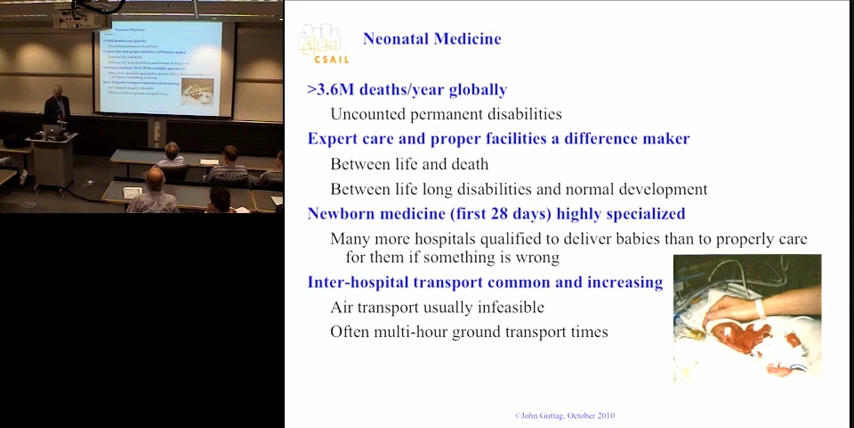 CSAIL
Neonatal Medicine
>3.6M deaths/year globally
Uncounted permanent disabilities
Expert care and proper facilities a difference maker
Between life and death
Between life long disabilities and normal development
Newborn medicine (first 28 days) highly specialized
Many more hospitals qualified to deliver babies than to properly care
for them if something is wrong
Inter-hospital transport common and increasing
Air transport usually infeasible
Often multi-hour ground transport times
©John Guttag, October 2010